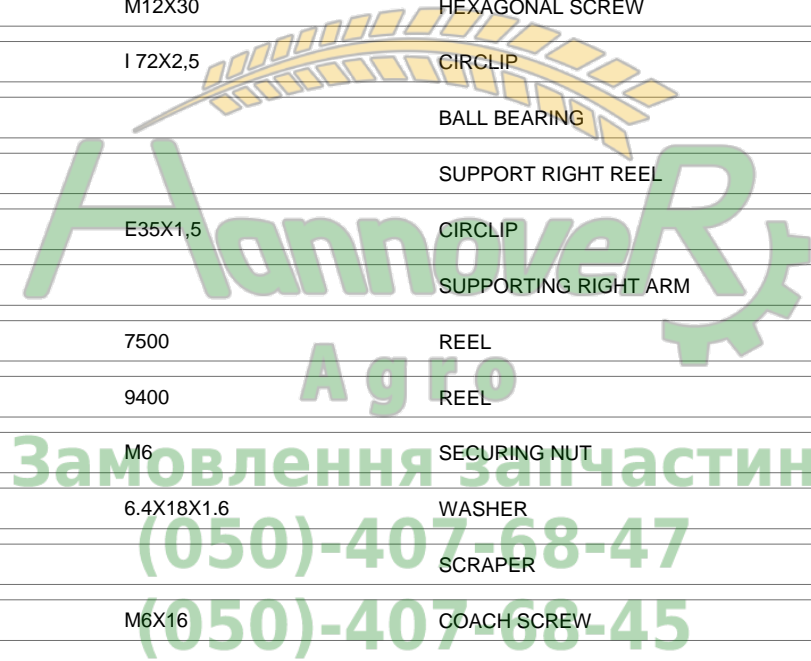 M12X30 HEXAGONAL SCREW
I 72X2,5 CIRCLIP
BALL BEARING
SUPPORT RIGHT REEL
E35X1,5 CIRCLIP
HannoveR
SUPPORTING RIGHT ARM
7500 REEL
Agro
9400 REEL
M6 SECURING NUT
Замовлення запчастин
6.4X18X1.6 WASHER
(050)-407-68-47
SCRAPER
M6X16 COACH SCREW
(050)-407-68-45